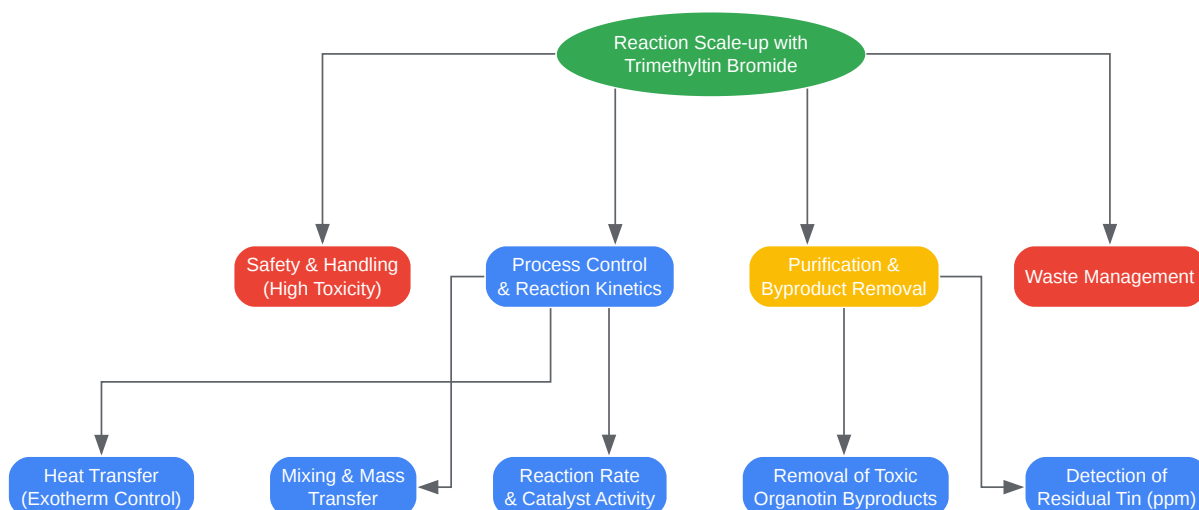 Reaction Scale-up with
Trimethyltin Bromide
Safety & Handling
(High Toxicity)
Process Control
& Reaction Kinetics
Purification &
Byproduct Removal
Waste Management
Heat Transfer
(Exotherm Control)
Mixing & Mass
Transfer
Reaction Rate
& Catalyst Activity
Removal of Toxic
Organotin Byproducts
Detection of
Residual Tin (ppm)